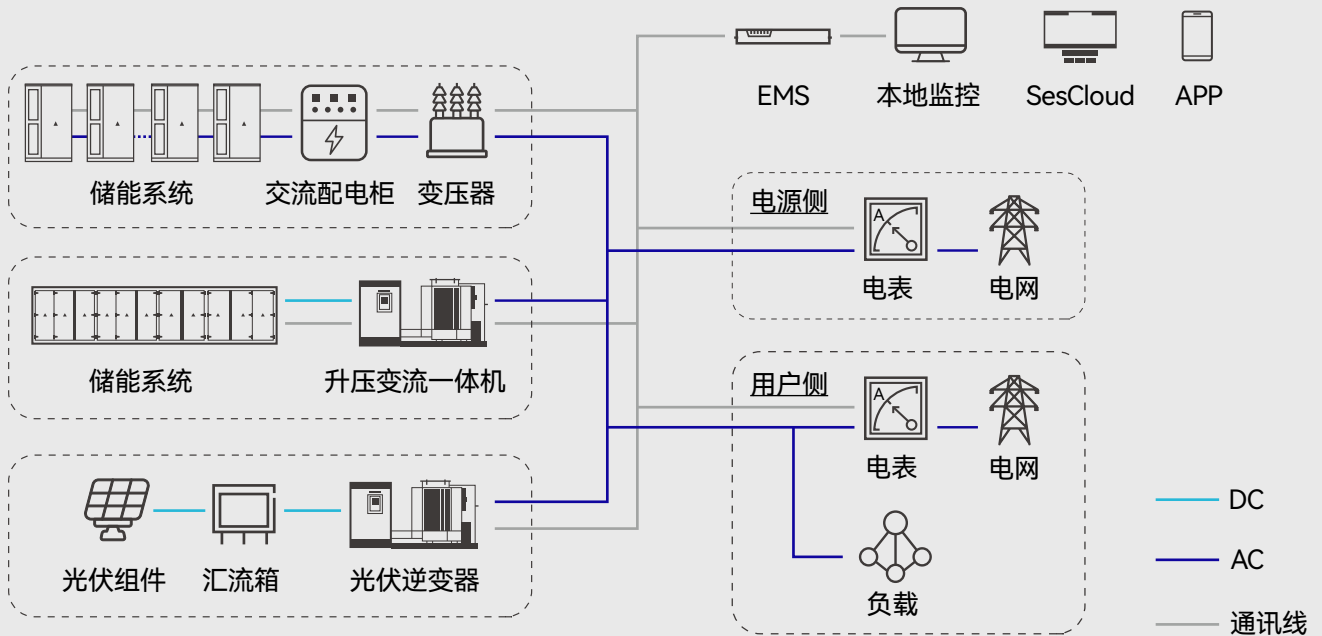 EMS
本地监控
SesCloud
APP
储能系统
交流配电柜
变压器
电源侧
A
电表
电网
储能系统
升压变流一体机
用户侧
A
电表
电网
光伏组件
汇流箱
光伏逆变器
负载
DC
AC
通讯线